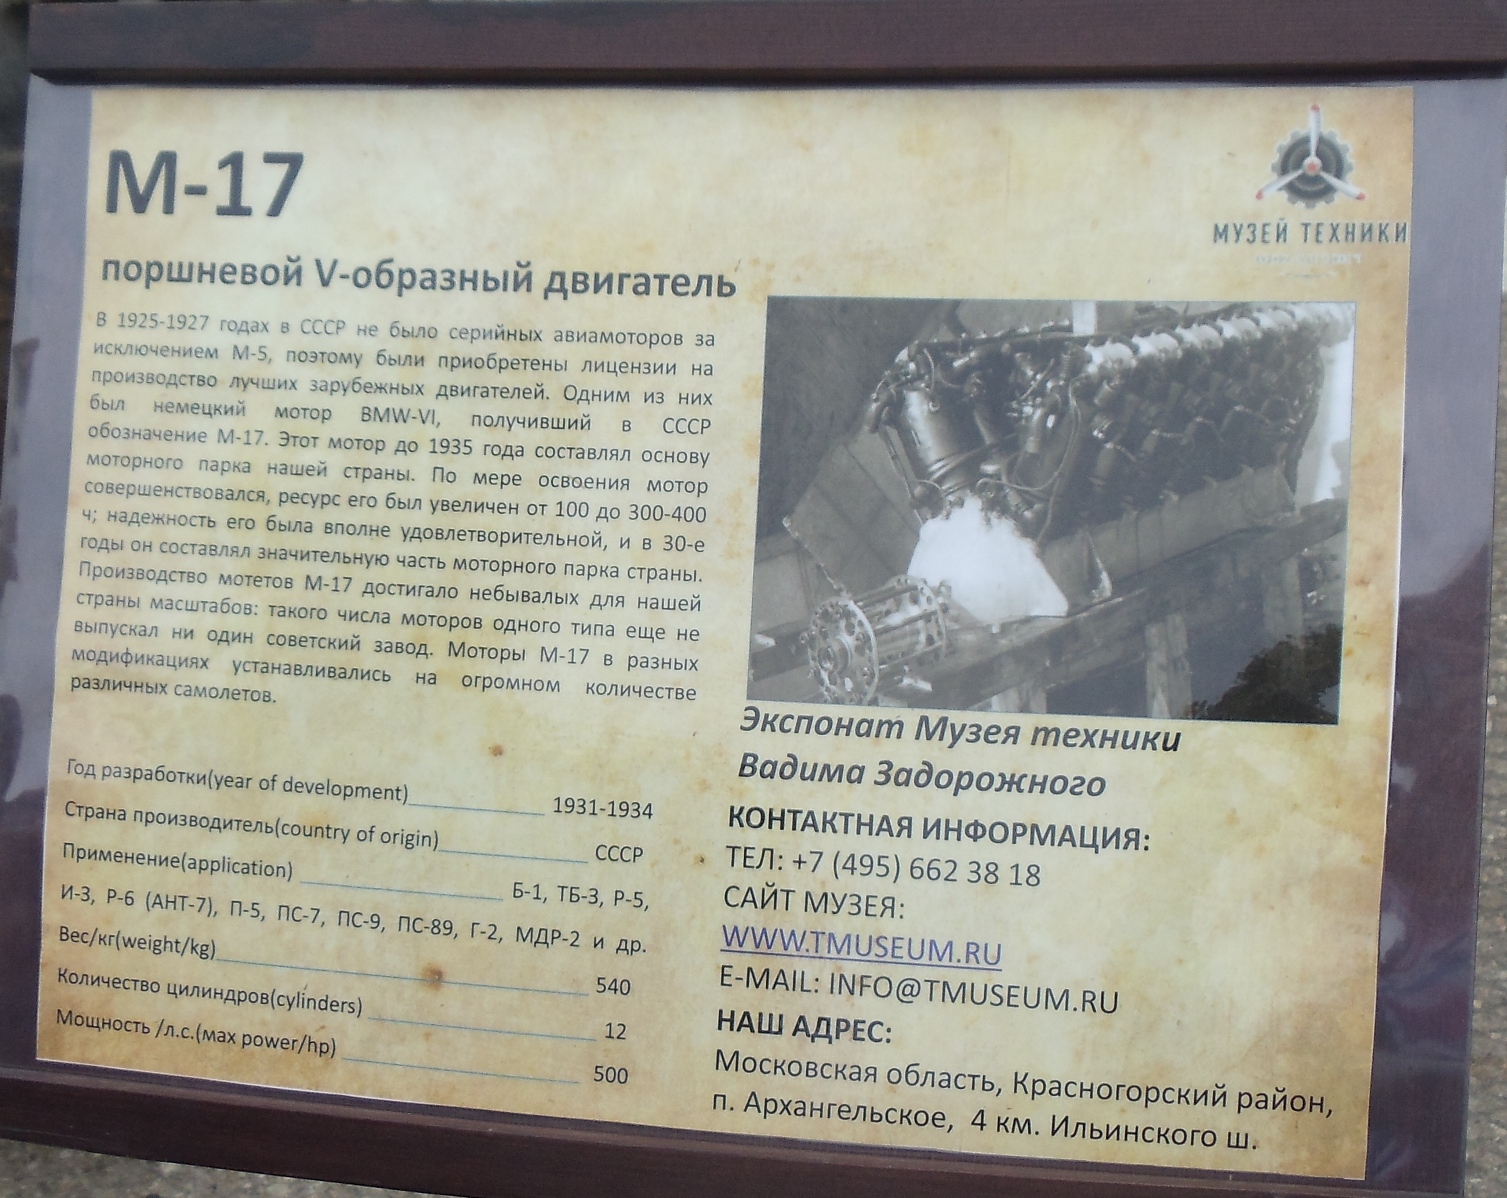 М-17
МУЗЕЙ ТЕХНИКИ
поршневой V-образный двигатель
В 1925-1927 годах в СССР не было серийных авиамоторов за
исключением М-5, поэтому были приобретены лицензии на
производство лучших зарубежных двигателей. Одним из них
был немецкий мотор BMW-VI, получивший в СССР
обозначение М-17. Этот мотор до 1935 года составлял основу
моторного парка нашей страны. По мере освоения мотор
совершенствовался, ресурс его был увеличен от 100 до 300-400
ч; надежность его была вполне удовлетворительной, и в 30-е
годы он составлял значительную часть моторного парка страны.
Производство мотетов М-17 достигало небывалых для нашей
страны масштабов: такого числа моторов одного типа еще не
выпускал ни один советский завод. Моторы М-17 в разных
модификациях устанавливались на огромном количестве
различных самолетов.
Год разработки(year of development) 1931-1934
Страна производитель(country of origin) СССР
Применение(application) Б-1, ТБ-3, Р-5,
И-3, Р-6 (АНТ-7), П-5, ПС-7, ПС-9, ПС-89, Г-2, МДР-2 и др.
Вес/кг(weight/kg) 540
Количество цилиндров(cylinders) 12
Мощность /л.с.(max power/hp) 500
Экспонат Музея техники
Вадима Задорожного
КОНТАКТНАЯ ИНФОРМАЦИЯ:
ТЕЛ: +7 (495) 662 38 18
САЙТ МУЗЕЯ:
WWW.TMUSEUM.RU
E-MAIL: INFO@TMUSEUM.RU
НАШ АДРЕС:
Московская область, Красногорский район,
п. Архангельское, 4 км. Ильинского ш.